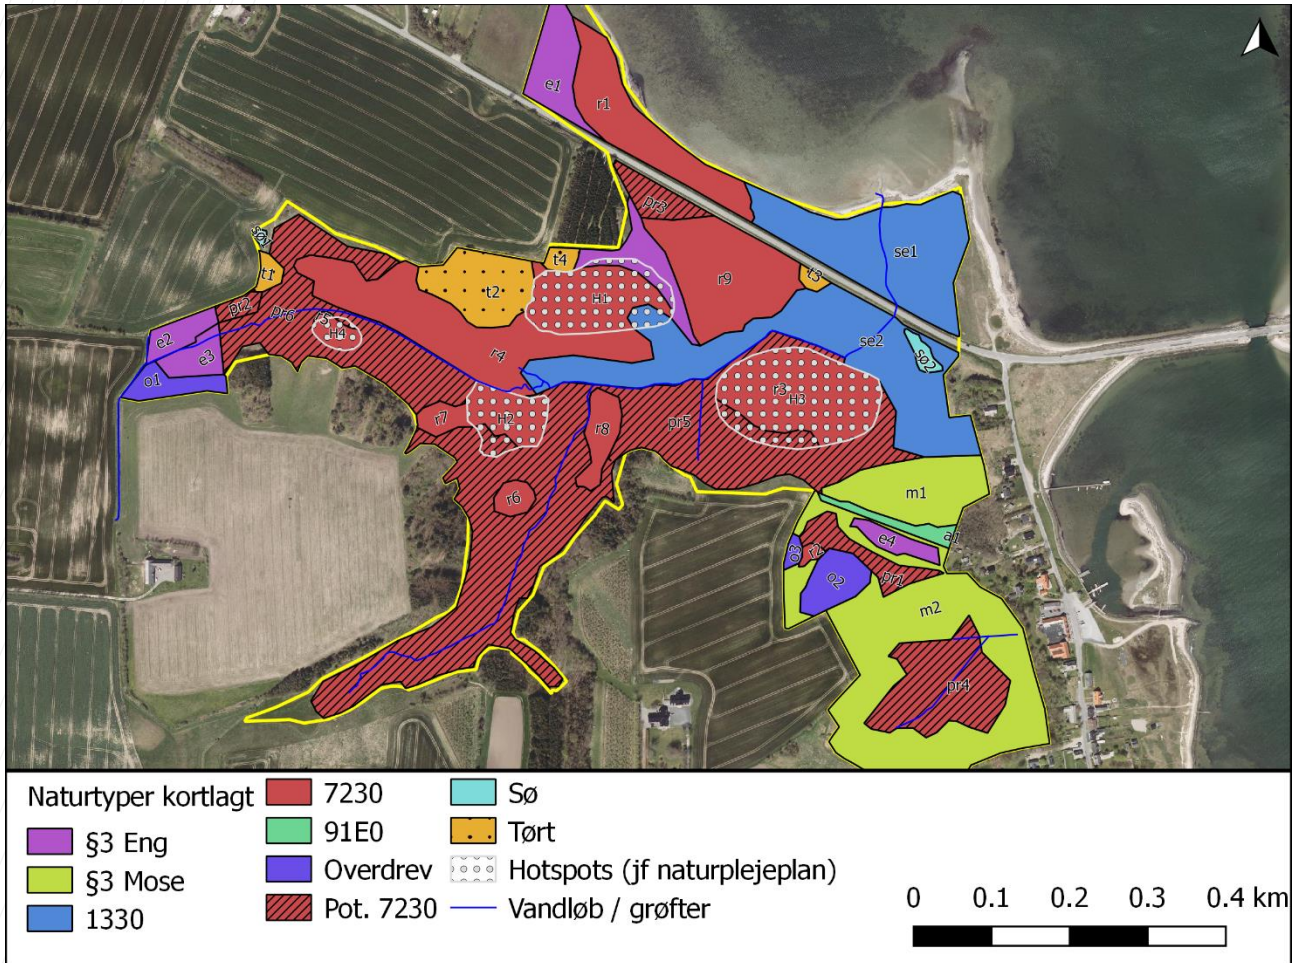 e1
r1
pr3
sø1
t1
t4
t2
H1
r9
t3
se1
pr2
pr6
r5
H4
e2
e3
o1
r4
se2
sø2
r3
H3
r7
H2
r8
pr5
r6
m1
a1
e4
o3
r2
o2
pr1
m2
pr4
Naturtyper kortlagt
§3 Eng
§3 Mose
1330
7230
91E0
Overdrev
Pot. 7230
Sø
Tørt
Hotspots (jf naturplejeplan)
Vandløb / grøfter
0 0.1 0.2 0.3 0.4 km